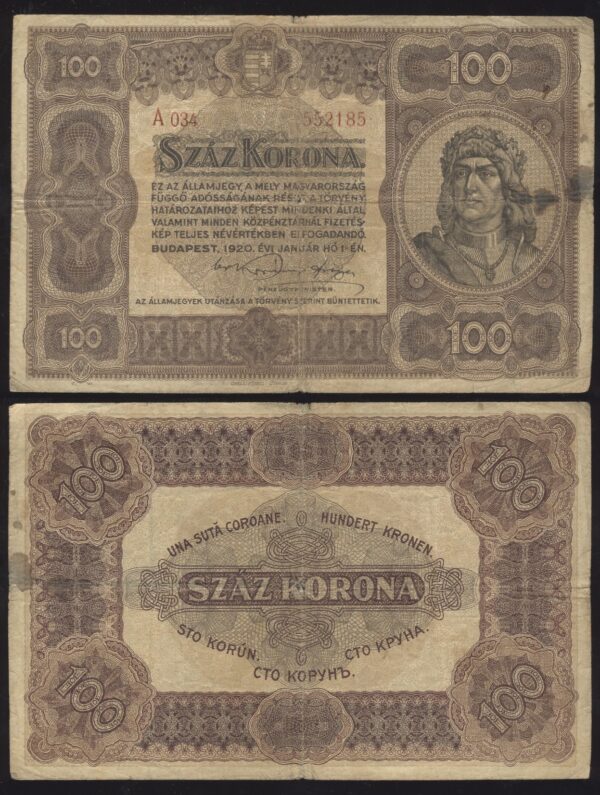 100
100
A 034
552185
SZÁZ KORONA.
EZ AZ ÁLLAMJEGY, A MELY MAGYARORSZÁG
FÜGGŐ ADÓSSÁGÁNAK RÉSZE, A TÖRVÉNY
HATÁROZATAIHOZ KÉPEST MINDENKI ÁLTAL,
VALAMINT MINDEN KÖZPÉNZTÁRNÁL FIZETÉS-
KÉP TELJES NÉVÉRTÉKBEN ELFOGADANDÓ.
BUDAPEST, 1920. ÉVI JANUÁR HÓ 1-ÉN.
PÉNZÜGYMINISTER.
AZ ÁLLAMJEGYEK UTÁNZÁSA A TÖRVÉNY SZERINT BÜNTETTETIK.
100
100
100
100
UNA SUTĂ COROANE.
HUNDERT KRONEN.
SZÁZ KORONA
STO KORÚN.
СТО КРУНА.
СТО КОРУНЪ.
100
100